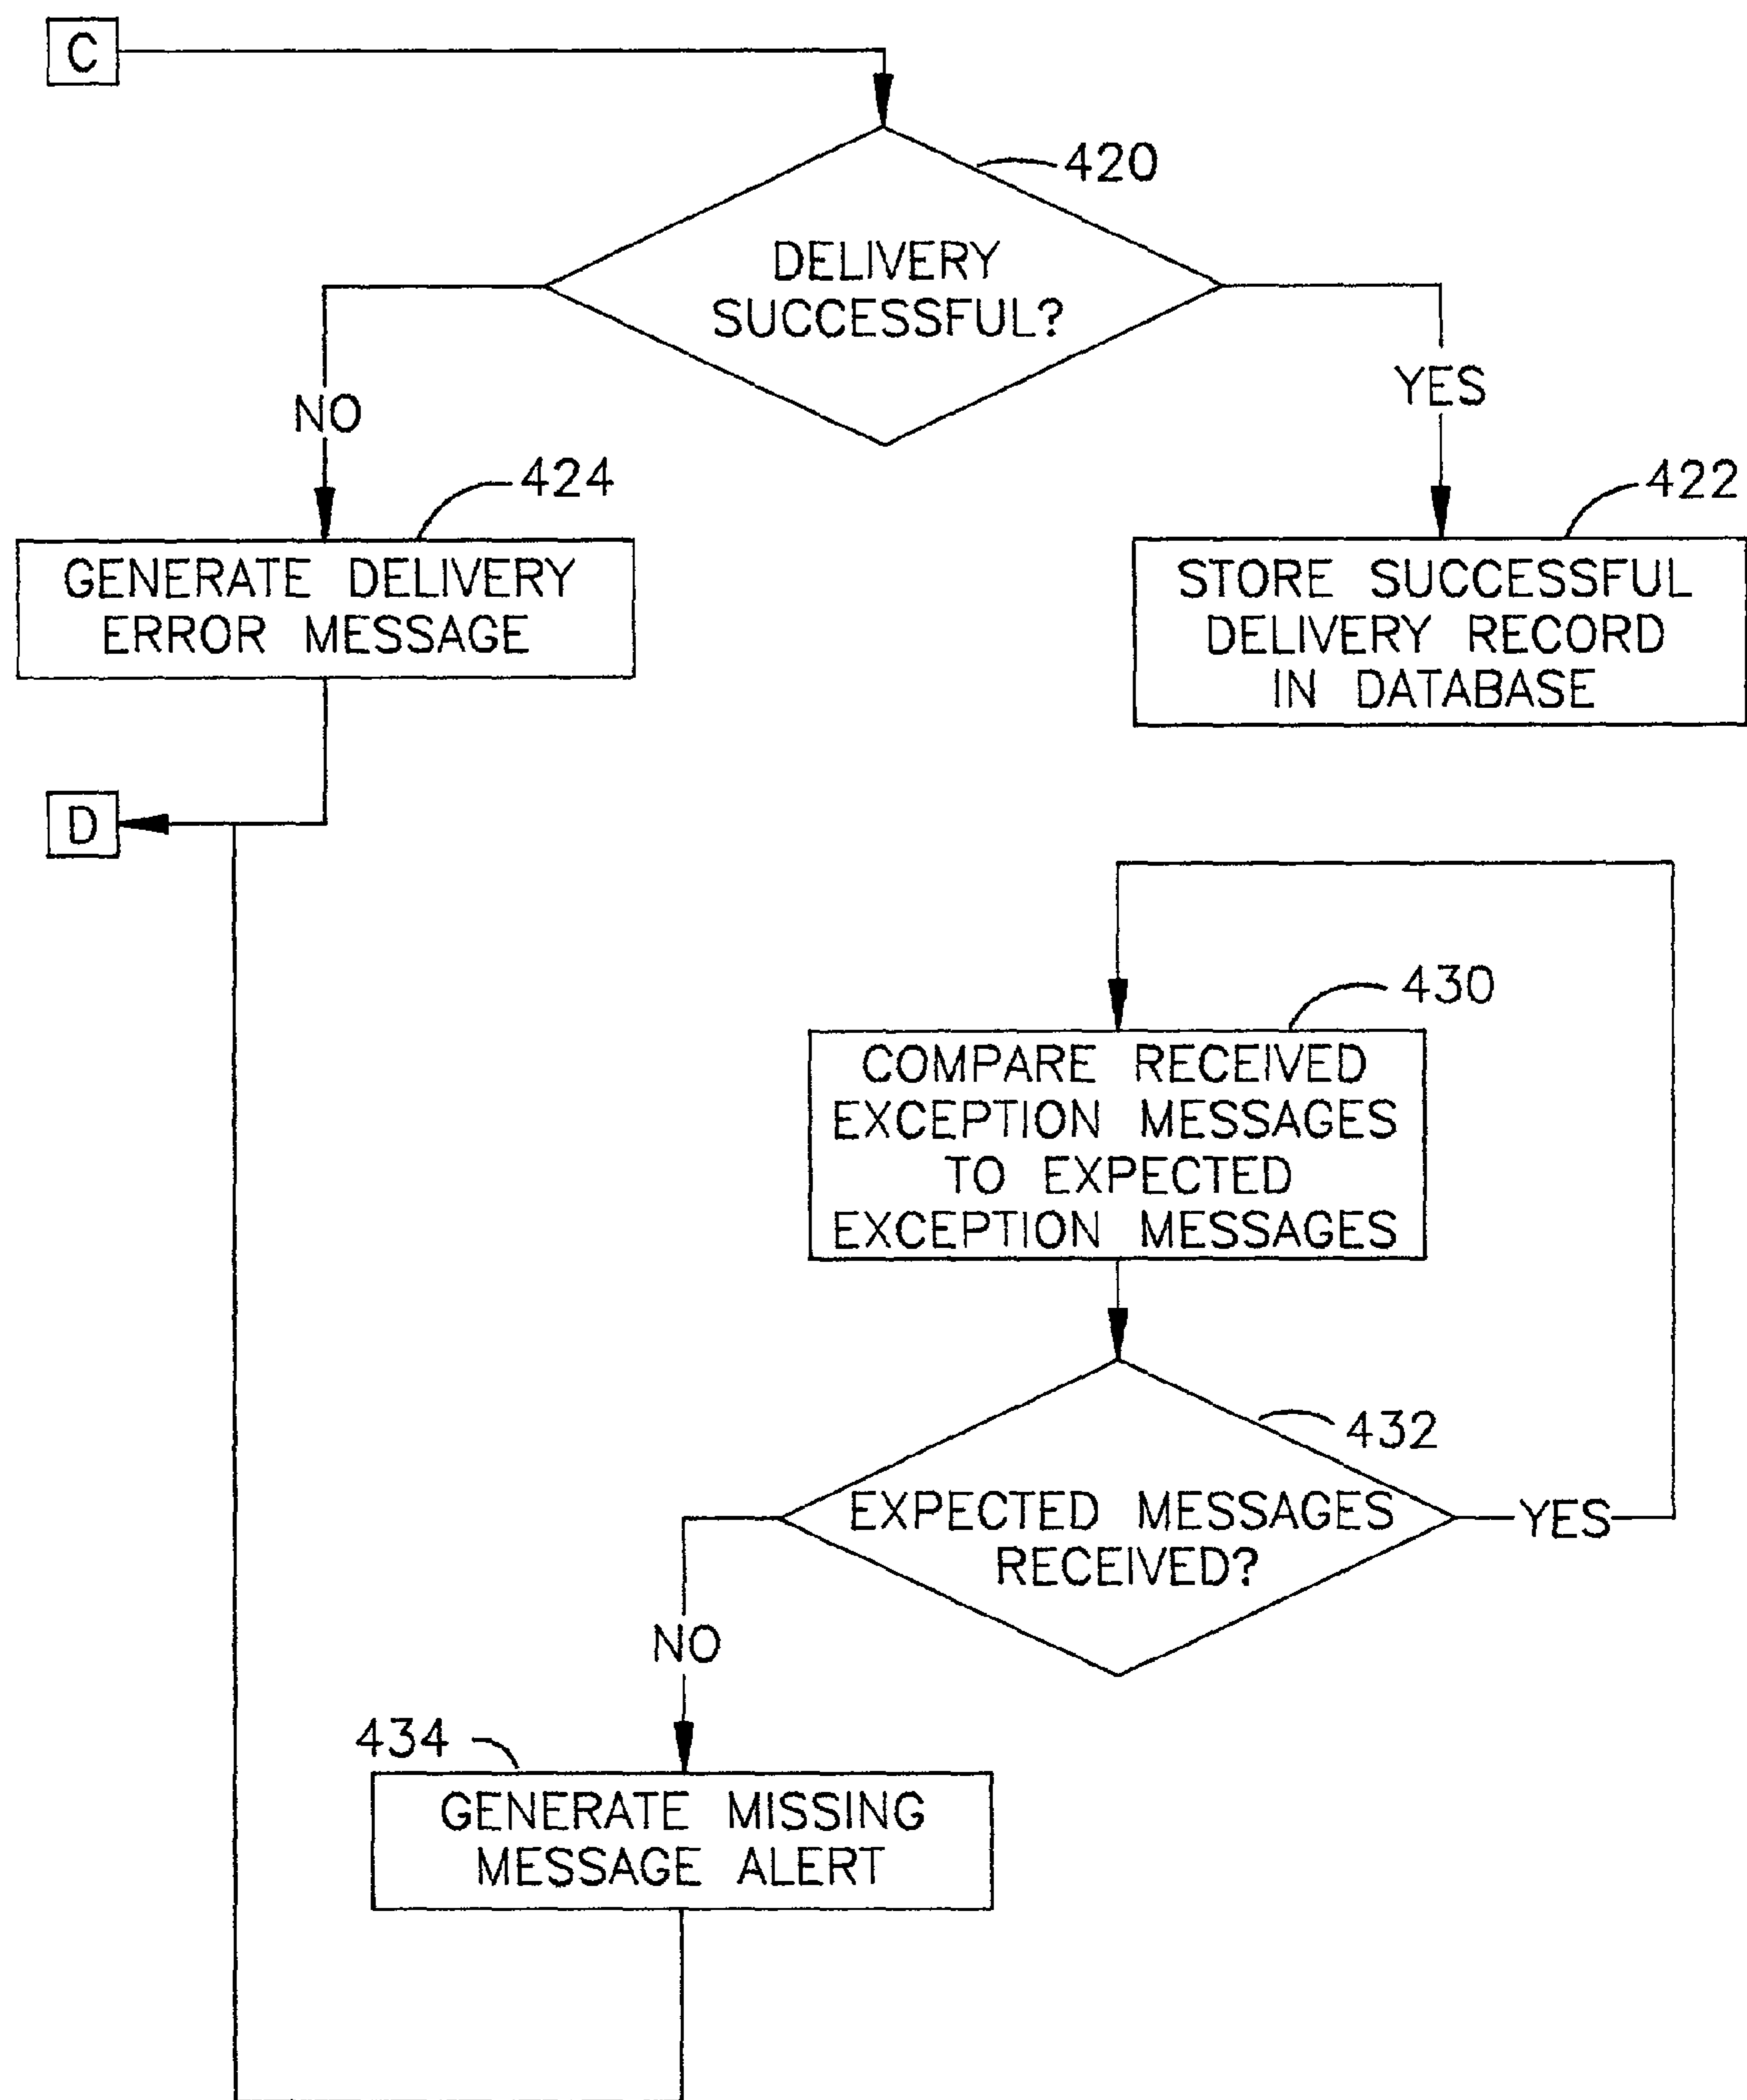 C
420
DELIVERY
SUCCESSFUL?
NO
YES
424
422
GENERATE DELIVERY
ERROR MESSAGE
STORE SUCCESSFUL
DELIVERY RECORD
IN DATABASE
D
430
COMPARE RECEIVED
EXCEPTION MESSAGES
TO EXPECTED
EXCEPTION MESSAGES
432
EXPECTED MESSAGES
RECEIVED?
YES
NO
434
GENERATE MISSING
MESSAGE ALERT